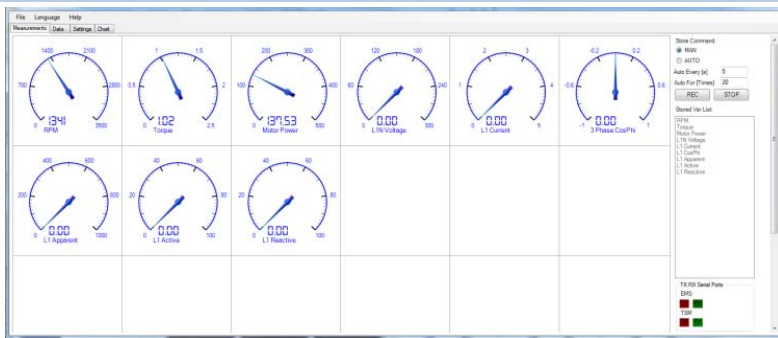 File Language Help
Measurements Data Settings Chart
1400 2100
700 2800
0 1341 3500
RPM
1 1.5
0.5 2
0 1.02 2.5
Torque
200 300
100 400
0 137.53 500
Motor Power
120 180
60 240
0 0.00 300
L1N Voltage
2 3
1 4
0 0.00 5
L1 Current
-0.2 0.2
-0.6 0.6
-1 0.00 1
3 Phase CosPhi
400 600
200 800
0 0.00 1000
L1 Apparent
40 60
20 80
0 0.00 100
L1 Active
40 60
20 80
0 0.00 100
L1 Reactive
Store Command
MAN
AUTO
Auto Every [s] 5
Auto For [Times] 20
REC STOP
Stored Var List
RPM
Torque
Motor Power
L1N Voltage
L1 Current
L1 CosPhi
L1 Apparent
L1 Active
L1 Reactive
TX RX Serial Ports
EMS
TSM